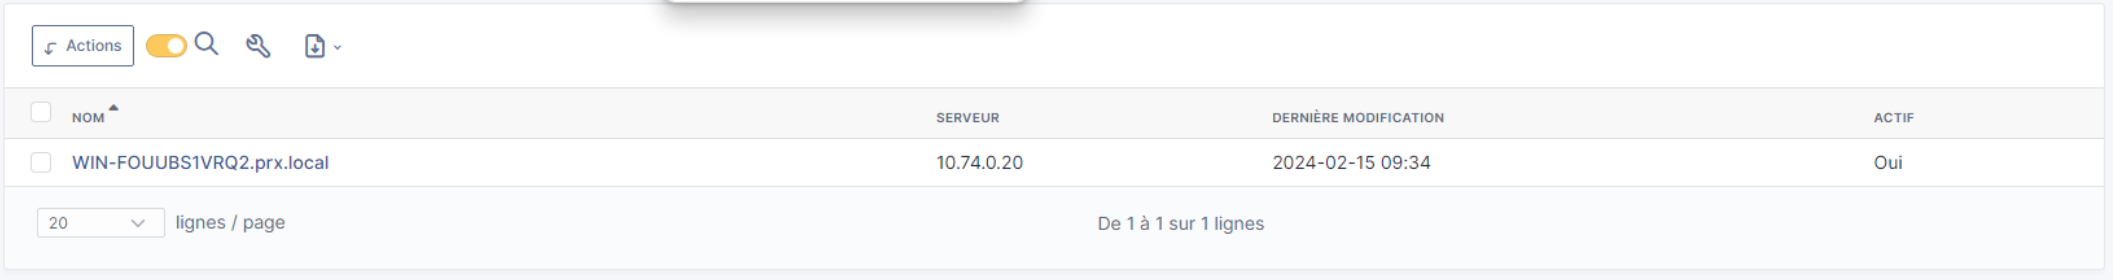 Actions
NOM SERVEUR DERNIÈRE MODIFICATION ACTIF
WIN-FOUUBS1VRQ2.prx.local 10.74.0.20 2024-02-15 09:34 Oui
20 lignes / page De 1 à 1 sur 1 lignes